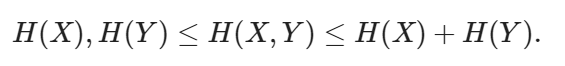 H(X), H(Y) ≤ H(X, Y) ≤ H(X) + H(Y).